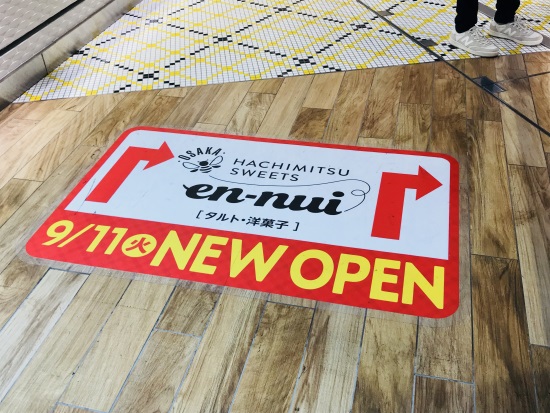 OSAKA
HACHIMITSU
SWEETS
en-nui
[タルト・洋菓子]
9/11火NEW OPEN